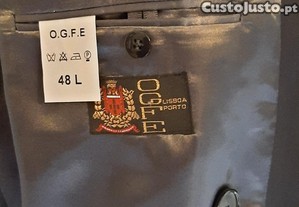 CustoJusto.pt
O.G.F.E
48 L
OGFE
LISBOA
PORTO